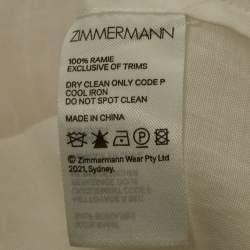 ZIMMERMANN
100% RAMIE
EXCLUSIVE OF TRIMS
DRY CLEAN ONLY CODE P
COOL IRON
DO NOT SPOT CLEAN
MADE IN CHINA
© Zimmermann Wear Pty Ltd
2021, Sydney.